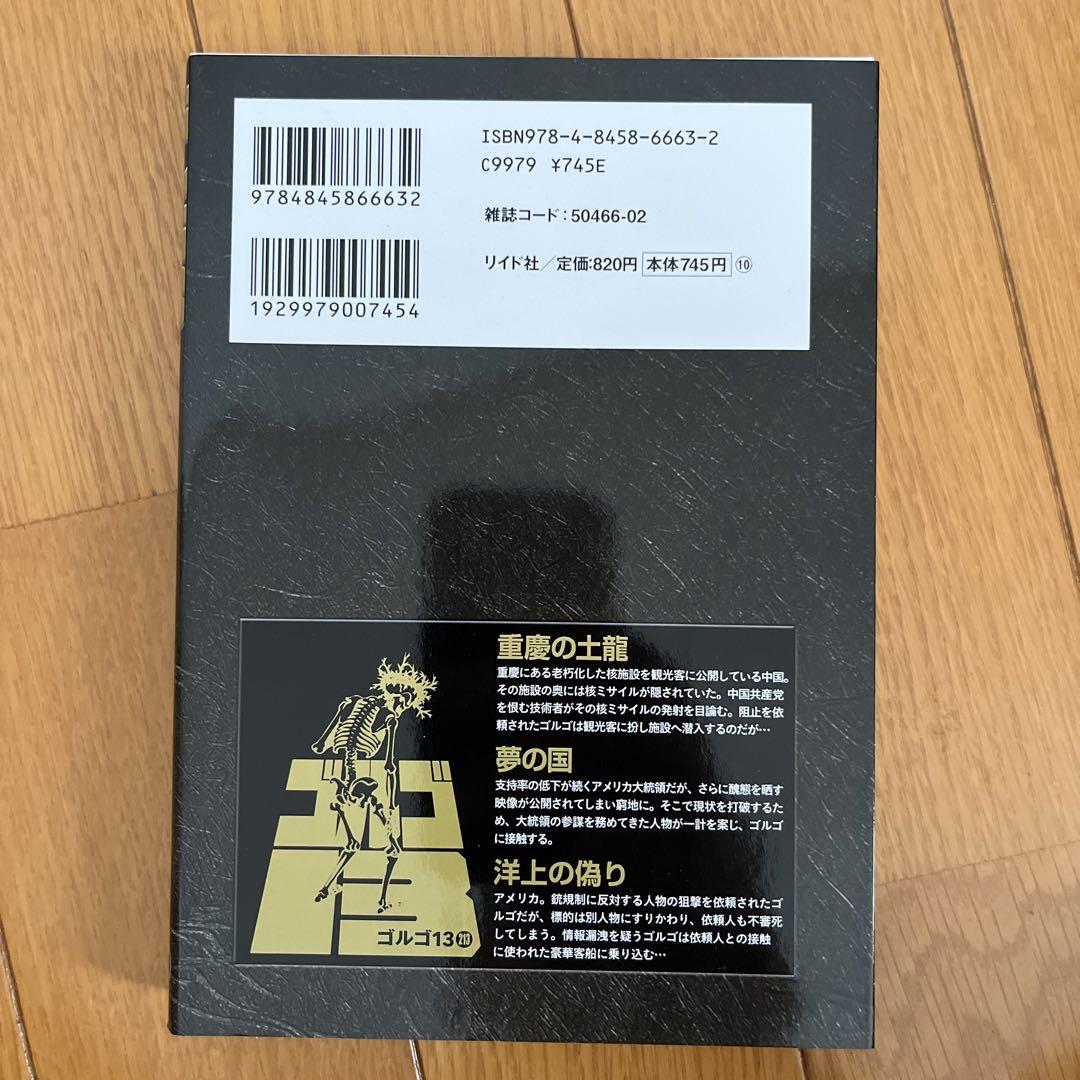 ISBN978-4-8458-6663-2
C9979 ¥745E
9784845866632
雑誌コード：50466-02
リイド社／定価:820円 本体745円 ⑩
1929979007454
重慶の土龍
重慶にある老朽化した核施設を観光客に公開している中国。
その施設の奥には核ミサイルが隠されていた。中国共産党
を恨む技術者がその核ミサイルの発射を目論む。阻止を依
頼されたゴルゴは観光客に扮し施設へ潜入するのだが…
夢の国
支持率の低下が続くアメリカ大統領だが、さらに醜態を晒す
映像が公開されてしまい窮地に。そこで現状を打破するた
め、大統領の参謀を務めてきた人物が一計を案じ、ゴルゴ
に接触する。
洋上の偽り
アメリカ。銃規制に反対する人物の狙撃を依頼されたゴ
ルゴだが、標的は別人物にすりかわり、依頼人も不審死
してしまう。情報漏洩を疑うゴルゴは依頼人との接触
に使われた豪華客船に乗り込む…
ゴルゴ13 213